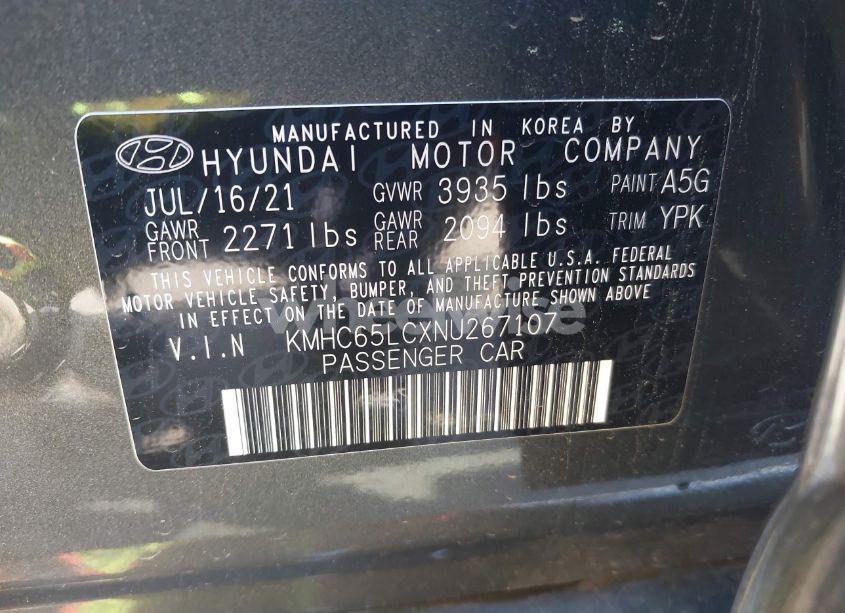 MANUFACTURED IN KOREA BY
HYUNDAI MOTOR COMPANY
JUL/16/21 GVWR 3935 lbs PAINT A5G
GAWR FRONT 2271 lbs GAWR REAR 2094 lbs TRIM YPK
THIS VEHICLE CONFORMS TO ALL APPLICABLE U.S.A. FEDERAL
MOTOR VEHICLE SAFETY, BUMPER, AND THEFT PREVENTION STANDARDS
IN EFFECT ON THE DATE OF MANUFACTURE SHOWN ABOVE
V.I.N KMHC65LCXNU267107
PASSENGER CAR